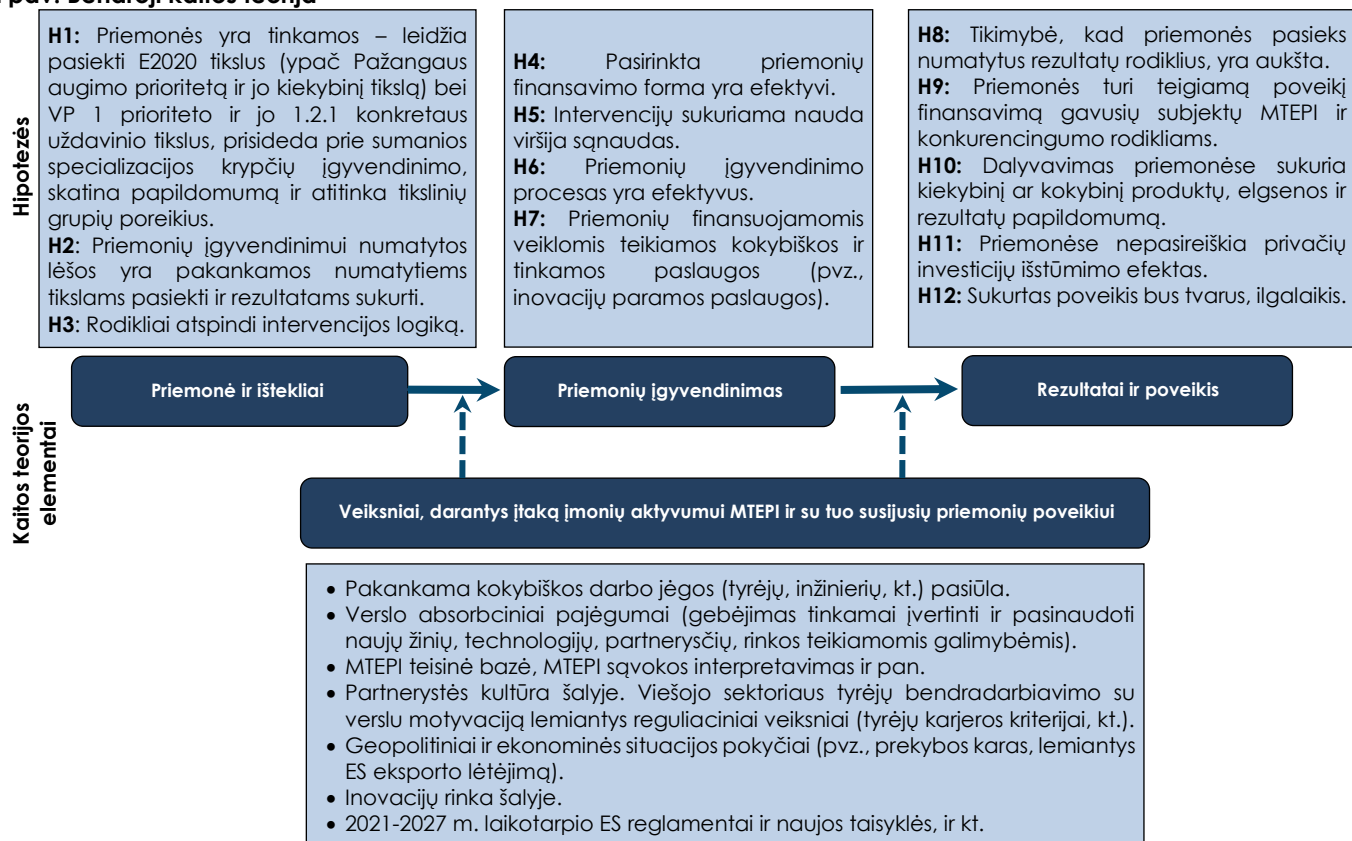 pav. Bendroji kaitos teorija
Hipotezės
H1: Priemonės yra tinkamos – leidžia
pasiekti E2020 tikslus (ypač Pažangaus
augimo prioritetą ir jo kiekybinį tikslą) bei
VP 1 prioriteto ir jo 1.2.1 konkretaus
uždavinio tikslus, prisideda prie sumanios
specializacijos krypčių įgyvendinimo,
skatina papildomumą ir atitinka tikslinių
grupių poreikius.
H2: Priemonių įgyvendinimui numatytos
lėšos yra pakankamos numatytiems
tikslams pasiekti ir rezultatams sukurti.
H3: Rodikliai atspindi intervencijos logiką.
H4: Pasirinkta priemonių
finansavimo forma yra efektyvi.
H5: Intervencijų sukuriama nauda
viršija sąnaudas.
H6: Priemonių įgyvendinimo
procesas yra efektyvus.
H7: Priemonių finansuojamomis
veiklomis teikiamos kokybiškos ir
tinkamos paslaugos (pvz.,
inovacijų paramos paslaugos).
H8: Tikimybė, kad priemonės pasieks
numatytus rezultatų rodiklius, yra aukšta.
H9: Priemonės turi teigiamą poveikį
finansavimą gavusių subjektų MTEPI ir
konkurencingumo rodikliams.
H10: Dalyvavimas priemonėse sukuria
kiekybinį ar kokybinį produktų, elgsenos ir
rezultatų papildomumą.
H11: Priemonėse nepasireiškia privačių
investicijų išstūmimo efektas.
H12: Sukurtas poveikis bus tvarus, ilgalaikis.
Kaitos teorijos
elementai
Priemonė ir ištekliai
Priemonių įgyvendinimas
Rezultatai ir poveikis
Veiksniai, darantys įtaką įmonių aktyvumui MTEPI ir su tuo susijusių priemonių poveikiui
• Pakankama kokybiškos darbo jėgos (tyrėjų, inžinierių, kt.) pasiūla.
• Verslo absorbciniai pajėgumai (gebėjimas tinkamai įvertinti ir pasinaudoti
naujų žinių, technologijų, partnerysčių, rinkos teikiamomis galimybėmis).
• MTEPI teisinė bazė, MTEPI sąvokos interpretavimas ir pan.
• Partnerystės kultūra šalyje. Viešojo sektoriaus tyrėjų bendradarbiavimo su
verslu motyvaciją lemiantys reguliaciniai veiksniai (tyrėjų karjeros kriterijai, kt.).
• Geopolitiniai ir ekonominės situacijos pokyčiai (pvz., prekybos karas, lemiantys
ES eksporto lėtėjimą).
• Inovacijų rinka šalyje.
• 2021-2027 m. laikotarpio ES reglamentai ir naujos taisyklės, ir kt.